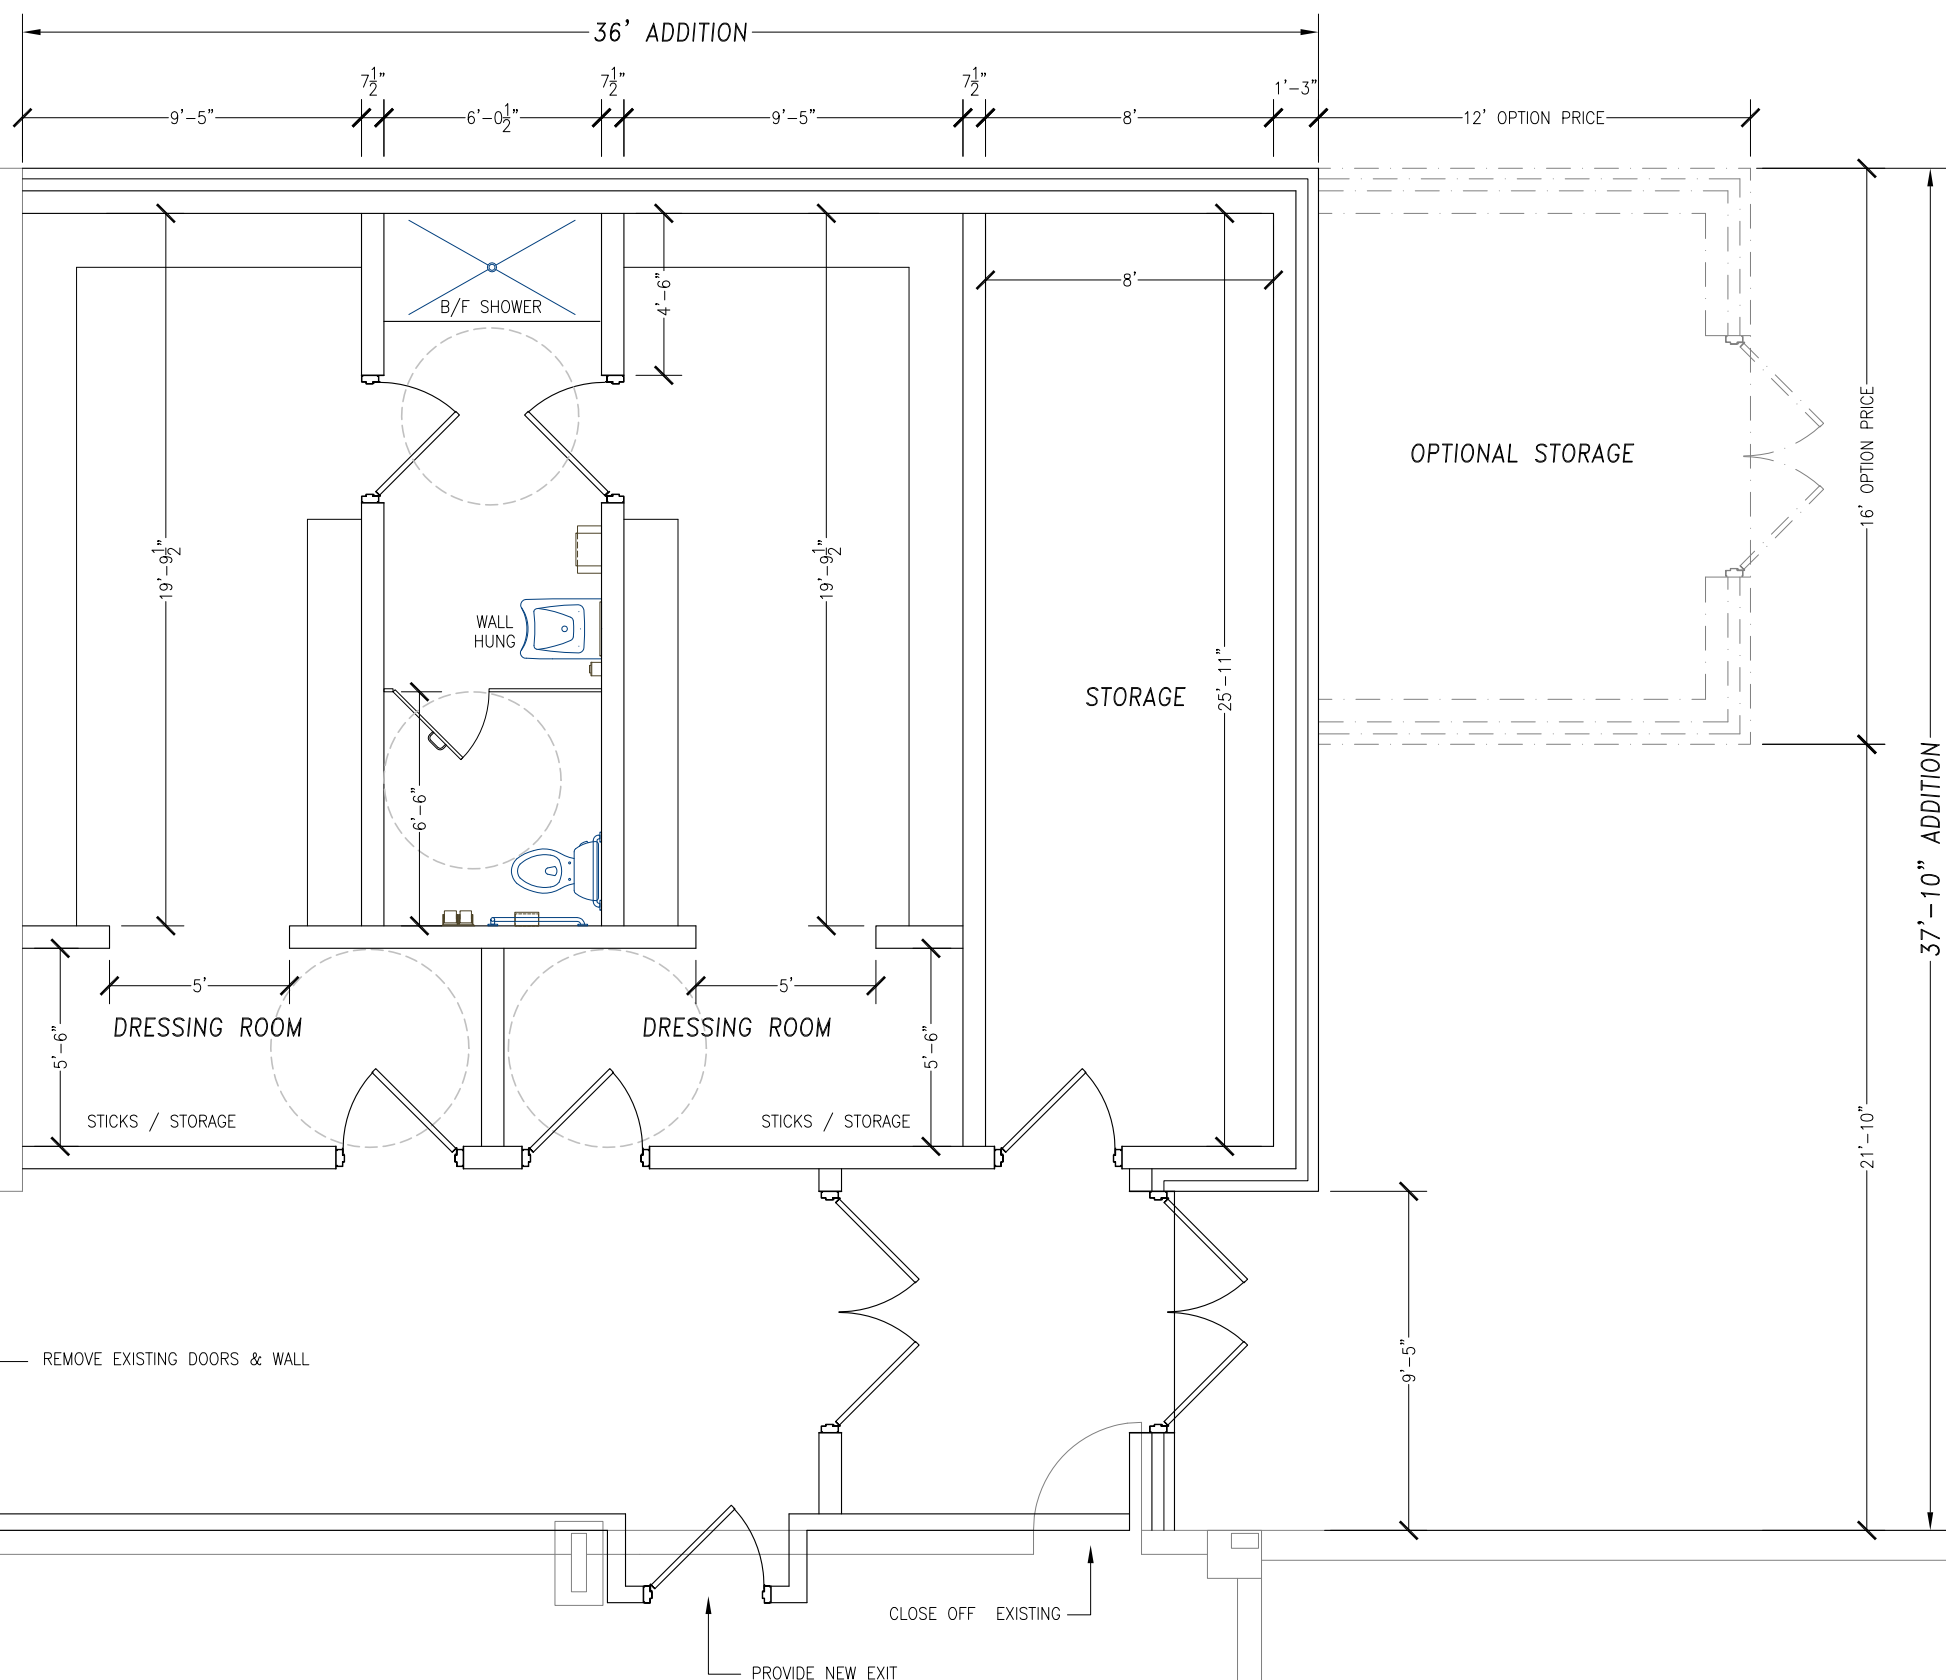 36' ADDITION
7½" 7½" 7½" 1'-3"
9'-5" 6'-0½" 9'-5" 8' 12' OPTION PRICE
8'
4'-6"
B/F SHOWER
16' OPTION PRICE
OPTIONAL STORAGE
19'-9½" 19'-9½"
WALL
HUNG
25'-11"
STORAGE
6'-6"
37'-10" ADDITION
5' 5'
DRESSING ROOM DRESSING ROOM
5'-6" 5'-6"
STICKS / STORAGE STICKS / STORAGE
21'-10"
REMOVE EXISTING DOORS & WALL
9'-5"
CLOSE OFF EXISTING
PROVIDE NEW EXIT